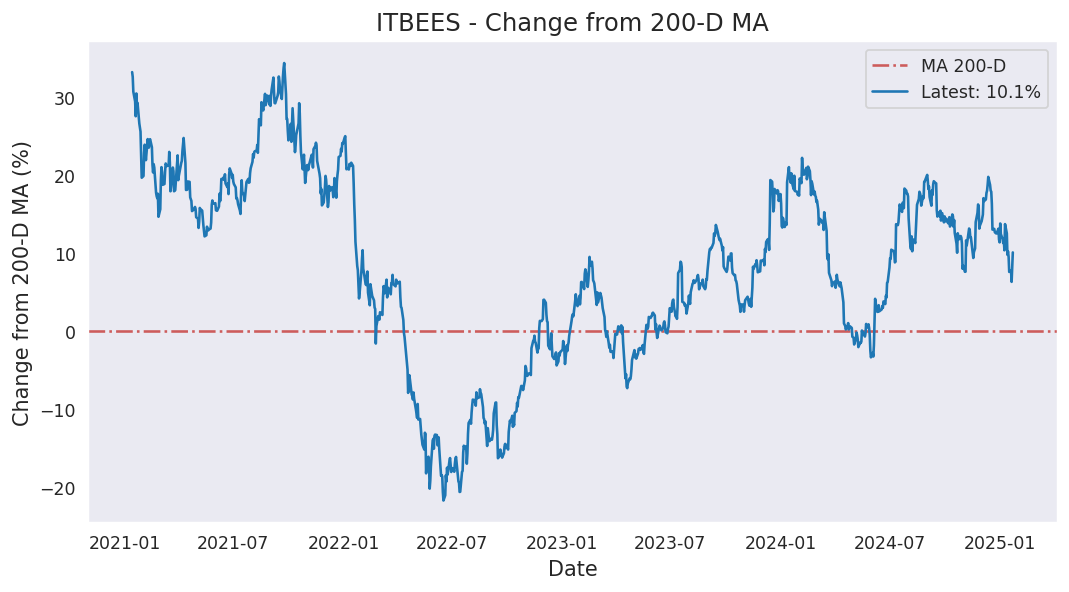 ITBEES - Change from 200-D MA
MA 200-D
Latest: 10.1%
Change from 200-D MA (%)
30
20
10
0
−10
−20
2021-01 2021-07 2022-01 2022-07 2023-01 2023-07 2024-01 2024-07 2025-01
Date